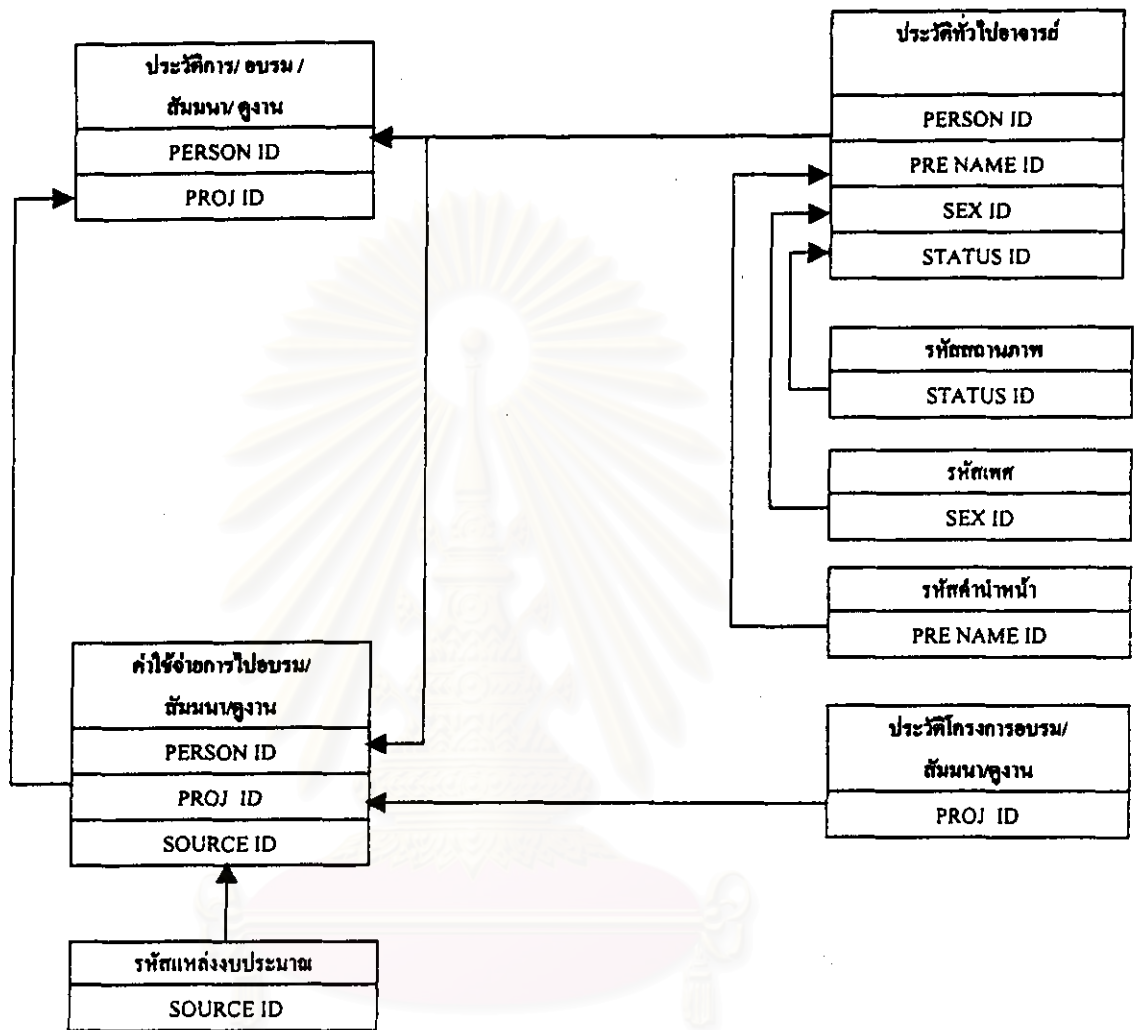 ประวัติการ/ อบรม /
สัมมนา/ ดูงาน
PERSON ID
PROJ ID
ประวัติทั่วไปอาจารย์
PERSON ID
PRE NAME ID
SEX ID
STATUS ID
รหัสสถานภาพ
STATUS ID
รหัสเพศ
SEX ID
รหัสคำนำหน้า
PRE NAME ID
ค่าใช้จ่ายการไปอบรม/
สัมมนา/ดูงาน
PERSON ID
PROJ ID
SOURCE ID
ประวัติโครงการอบรม/
สัมมนา/ดูงาน
PROJ ID
รหัสแหล่งงบประมาณ
SOURCE ID